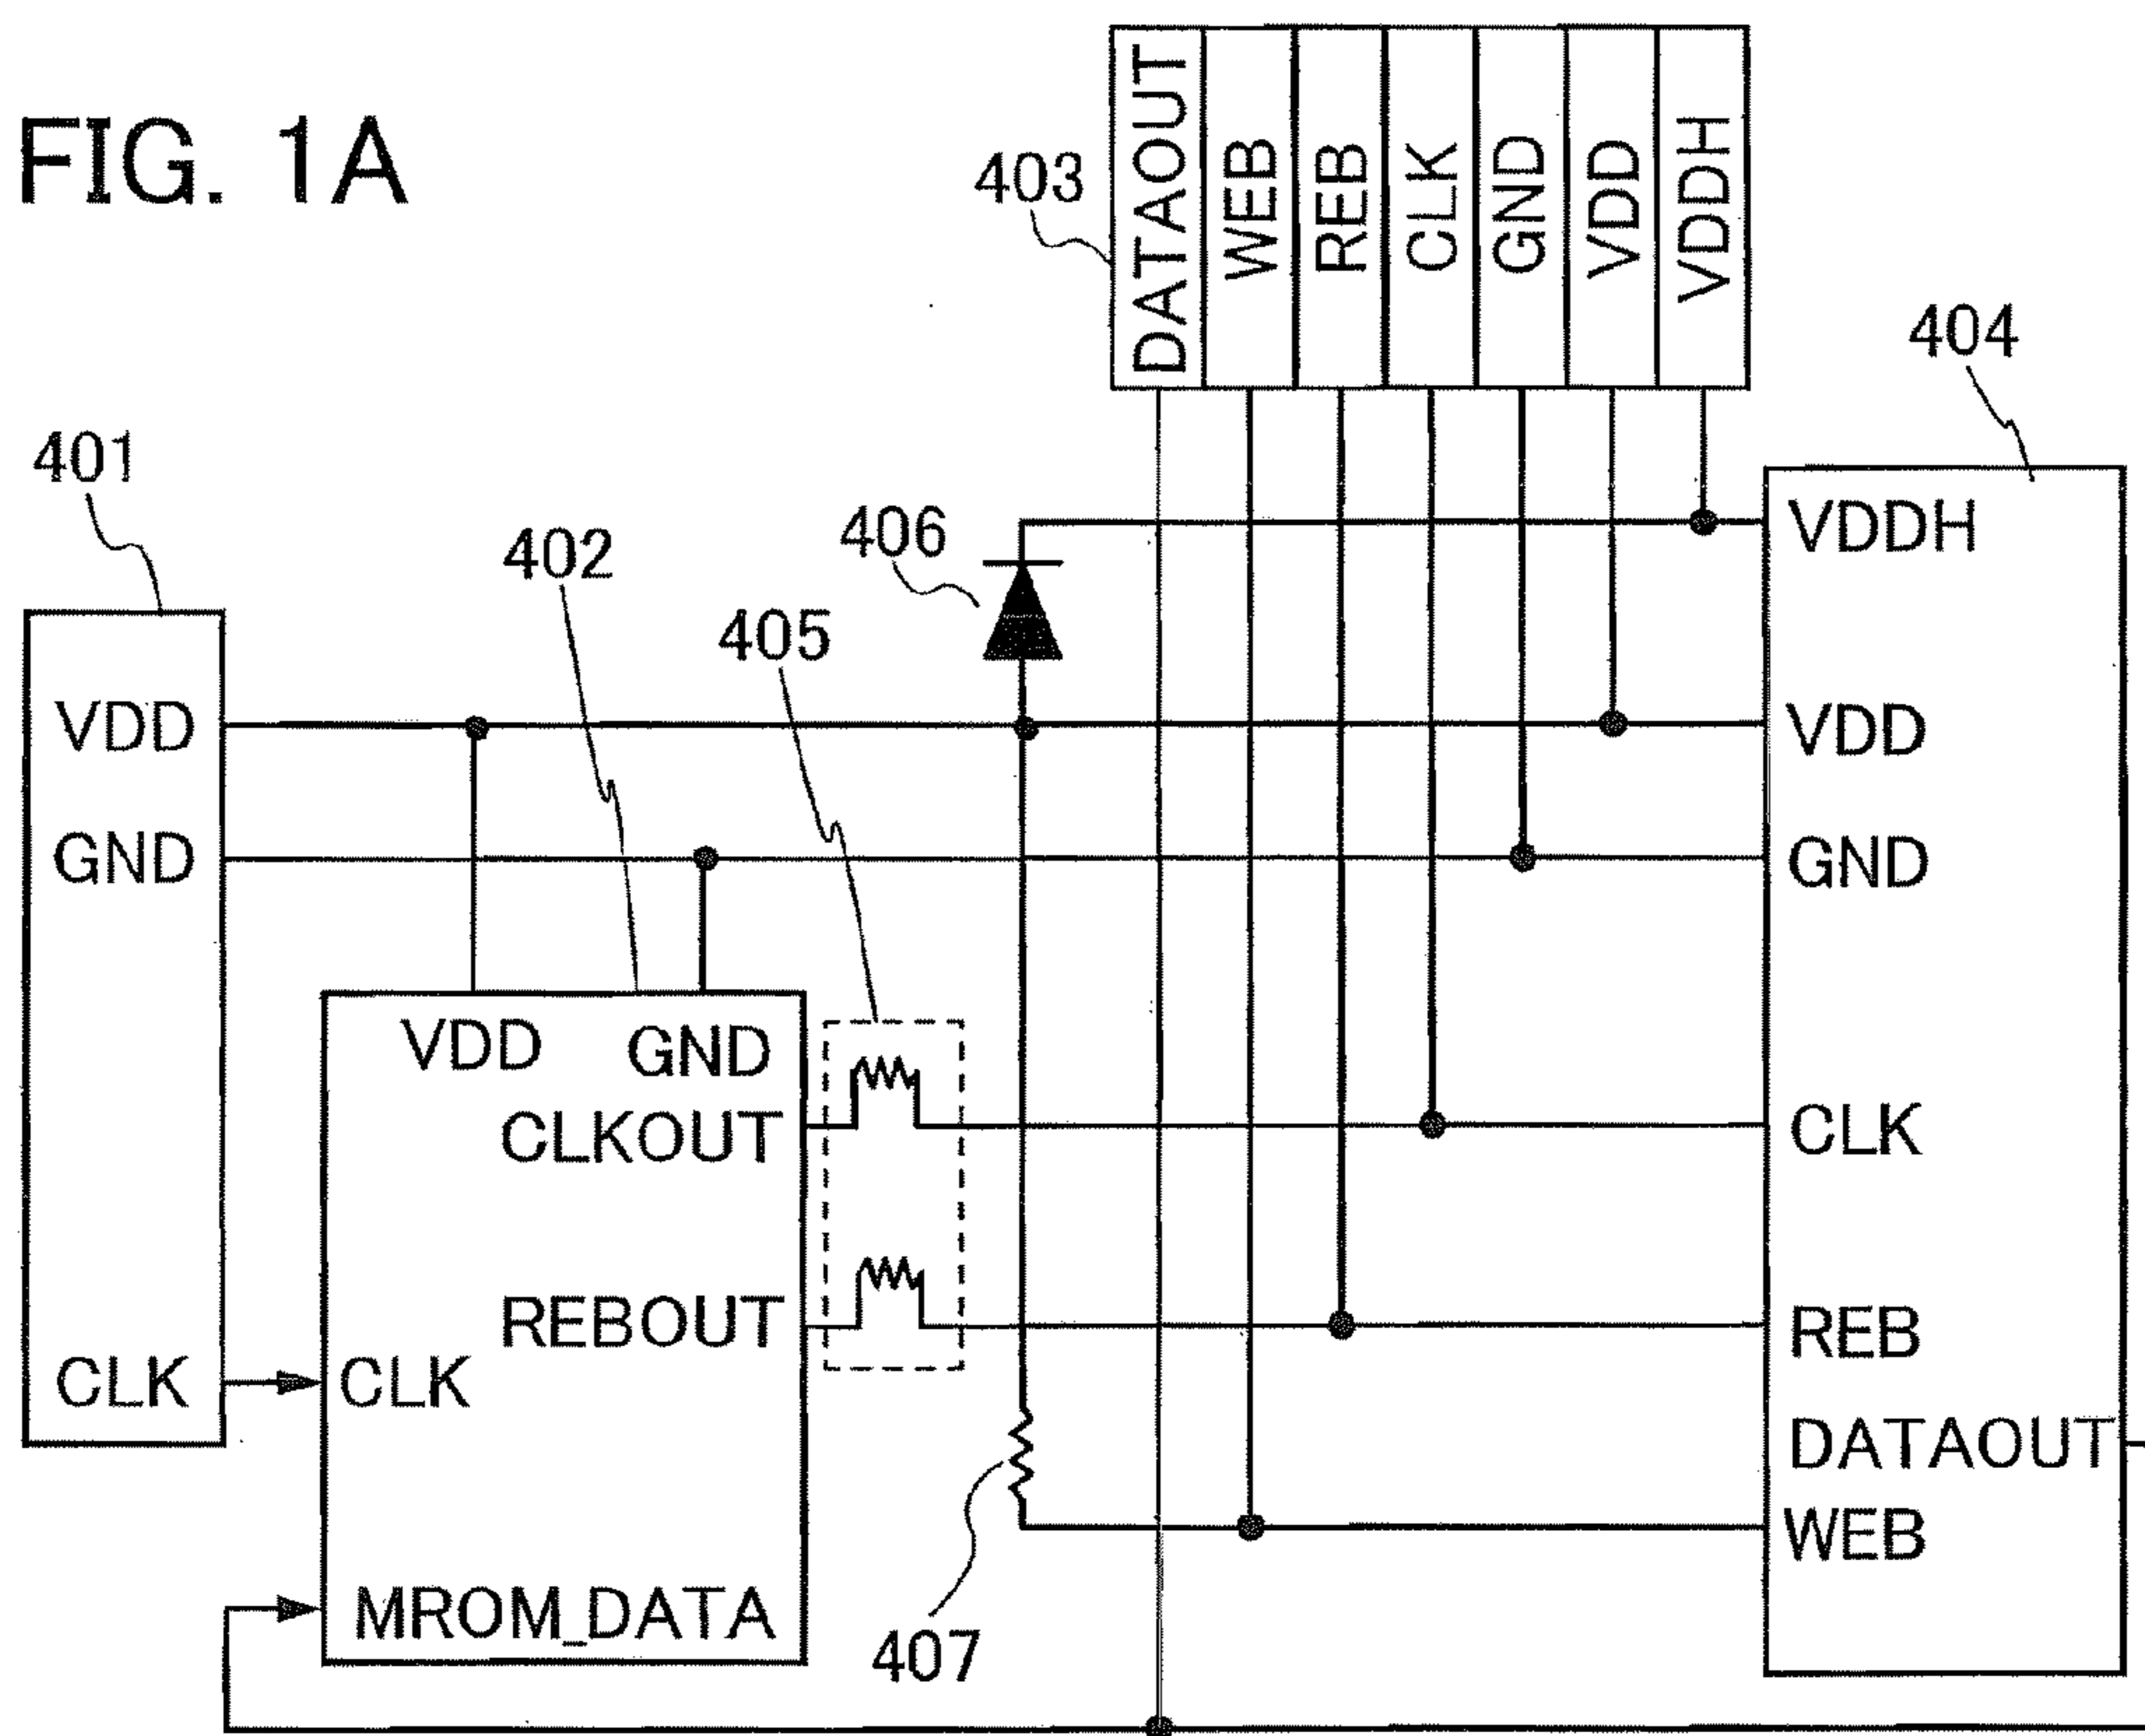 FIG. 1A
403
DATAOUT
WEB
REB
CLK
GND
VDD
VDDH
404
401
402
406
405
VDD
GND
CLK
VDD
GND
CLKOUT
REBOUT
CLK
MROM_DATA
407
VDDH
VDD
GND
CLK
REB
DATAOUT
WEB